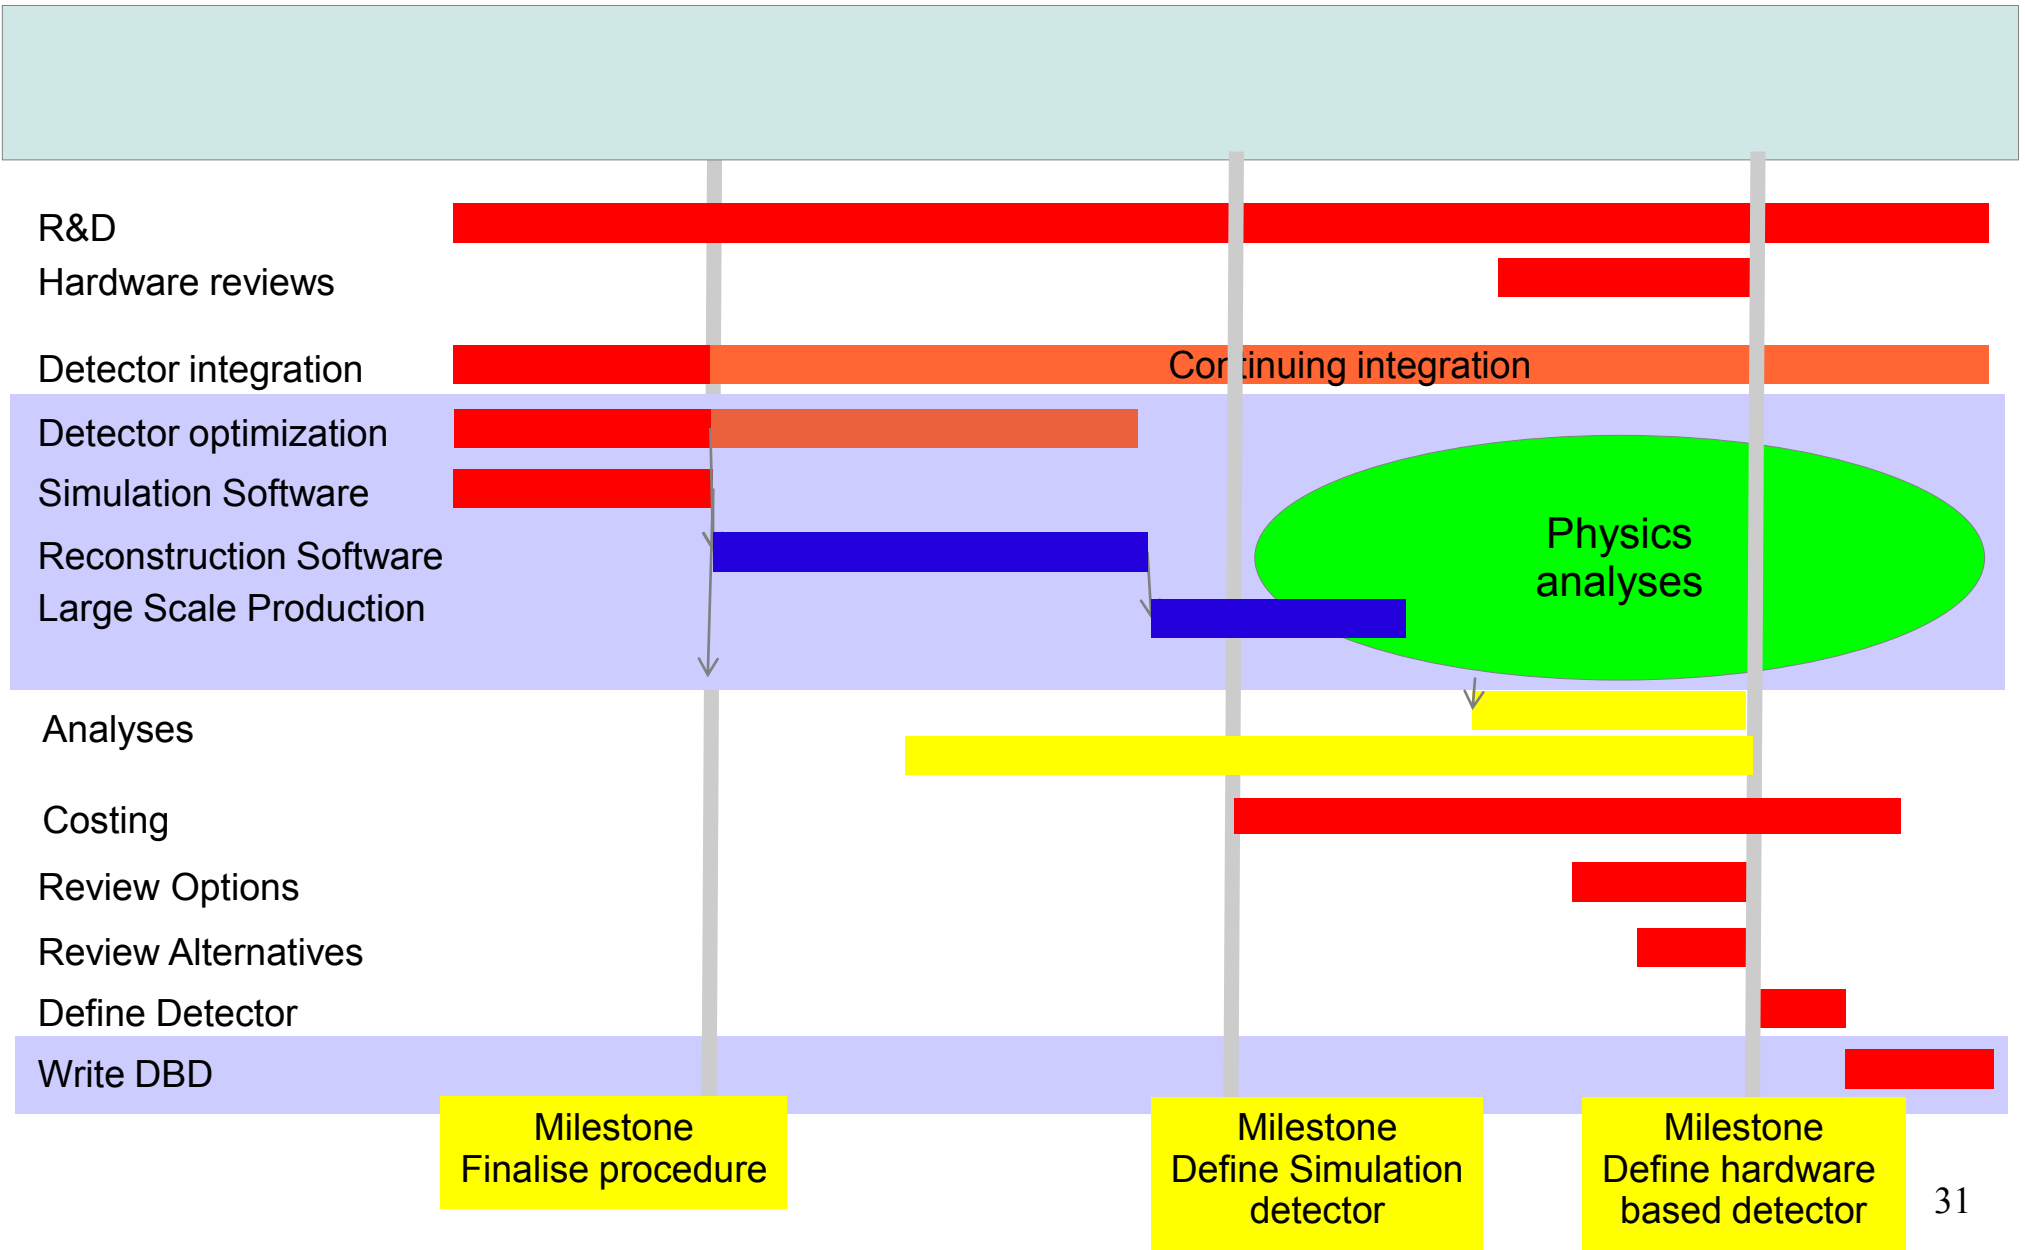 R&D
Hardware reviews
Detector integration
Continuing integration
Detector optimization
Simulation Software
Reconstruction Software
Large Scale Production
Physics
analyses
Analyses
Costing
Review Options
Review Alternatives
Define Detector
Write DBD
Milestone
Finalise procedure
Milestone
Define Simulation
detector
Milestone
Define hardware
based detector
31